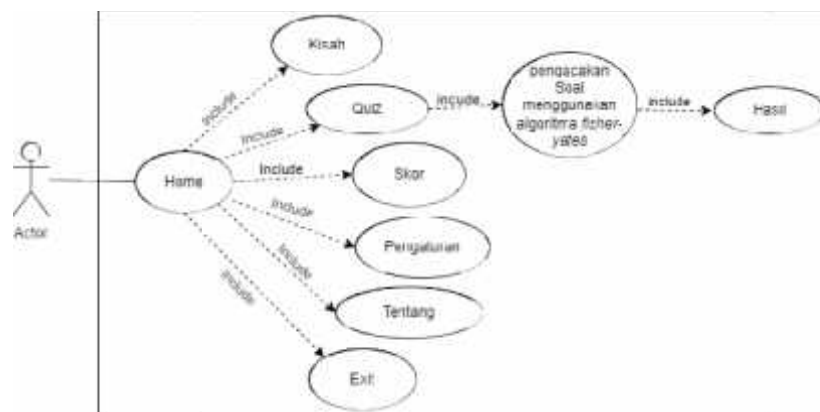 Kisah
include
Quiz
Include
incude
pengacakan
Soal
menggunakan
algoritma fisher-
yates
include
Hasil
Actor
Home
Include
Skor
include
Pengaturan
include
Tentang
include
Exit